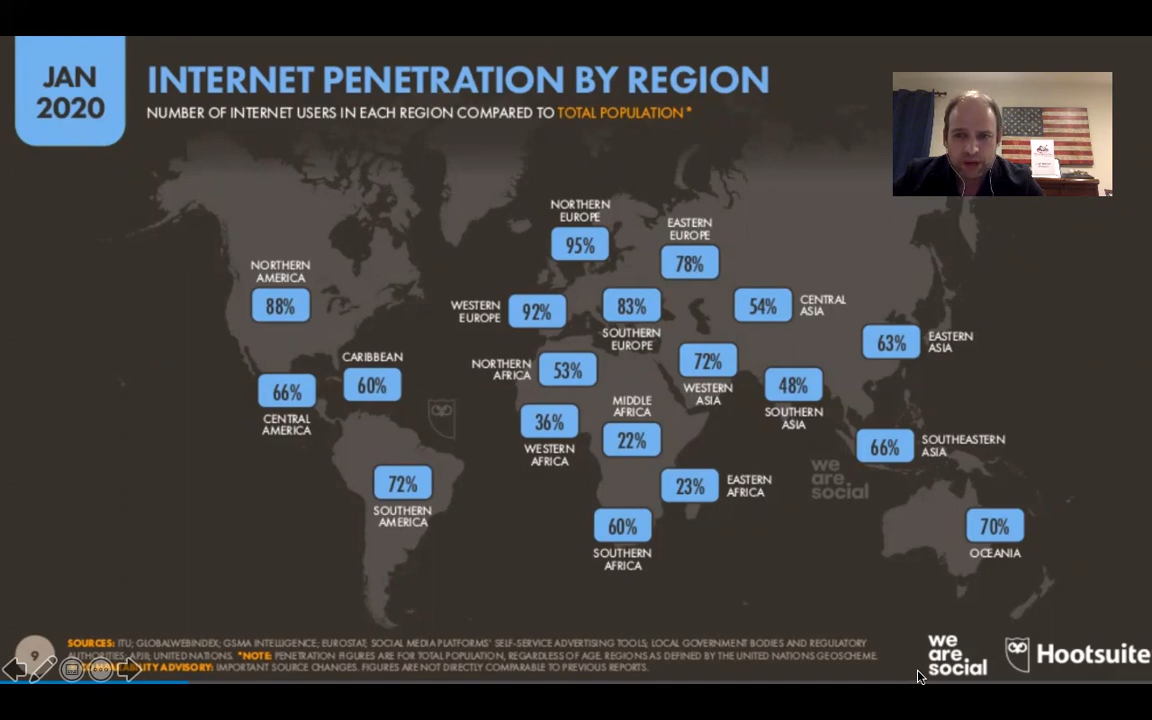 JAN
2020
INTERNET PENETRATION BY REGION
NUMBER OF INTERNET USERS IN EACH REGION COMPARED TO TOTAL POPULATION*
NORTHERN
EUROPE
95%
EASTERN
EUROPE
78%
NORTHERN
AMERICA
88%
WESTERN
EUROPE
92%
83%
SOUTHERN
EUROPE
54%
CENTRAL
ASIA
63%
EASTERN
ASIA
CARIBBEAN
60%
NORTHERN
AFRICA
53%
72%
WESTERN
ASIA
66%
CENTRAL
AMERICA
48%
SOUTHERN
ASIA
36%
WESTERN
AFRICA
MIDDLE
AFRICA
22%
66%
SOUTHEASTERN
ASIA
72%
SOUTHERN
AMERICA
23%
EASTERN
AFRICA
we
are
social
60%
SOUTHERN
AFRICA
70%
OCEANIA
9
SOURCES: ITU; GLOBALWEBINDEX; GSMA INTELLIGENCE; EUROSTAT; SOCIAL MEDIA PLATFORMS' SELF-SERVICE ADVERTISING TOOLS; LOCAL GOVERNMENT BODIES AND REGULATORY
AUTHORITIES; APJII; UNITED NATIONS. *NOTE: PENETRATION FIGURES ARE FOR TOTAL POPULATION, REGARDLESS OF AGE. REGIONS AS DEFINED BY THE UNITED NATIONS GEOSCHEME.
ADVISORY: IMPORTANT SOURCE CHANGES. FIGURES ARE NOT DIRECTLY COMPARABLE TO PREVIOUS REPORTS.
we
are
social
Hootsuite